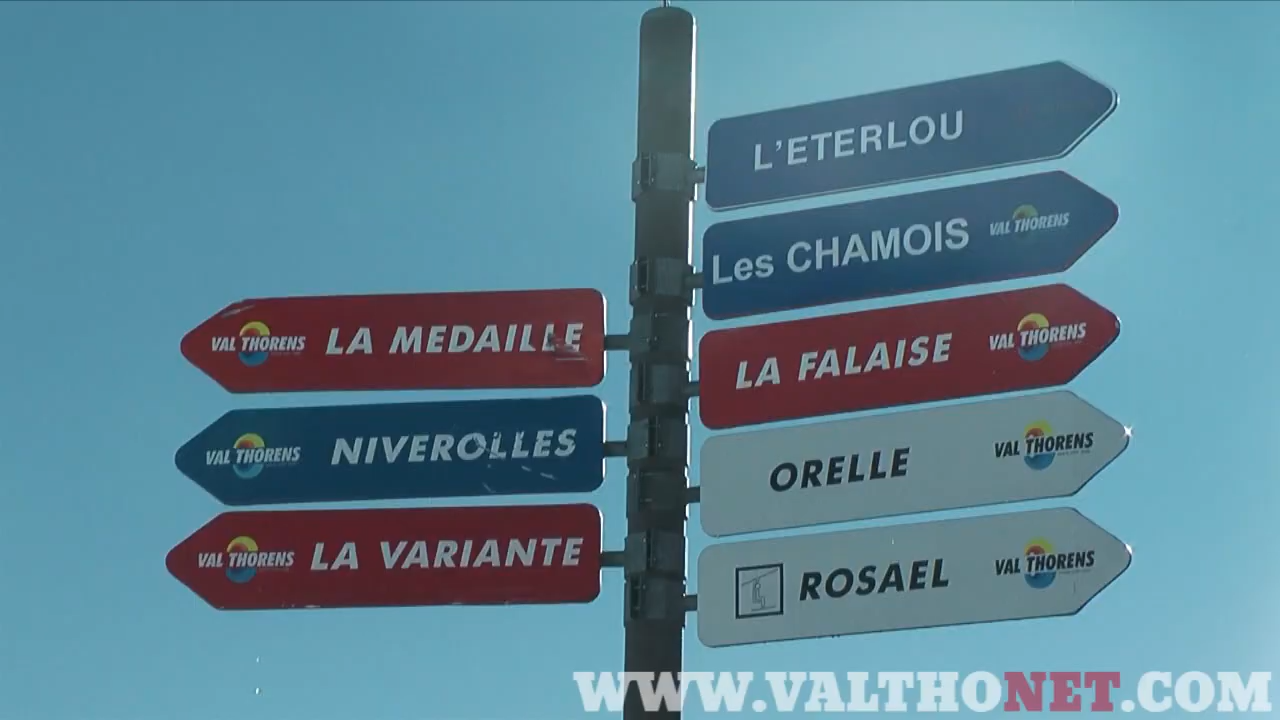 L'ETERLOU
Les CHAMOIS VAL THORENS
VAL THORENS LA MEDAILLE
LA FALAISE VAL THORENS
VAL THORENS NIVEROLLES
ORELLE VAL THORENS
VAL THORENS LA VARIANTE
ROSAEL VAL THORENS
WWW.VALTHONET.COM